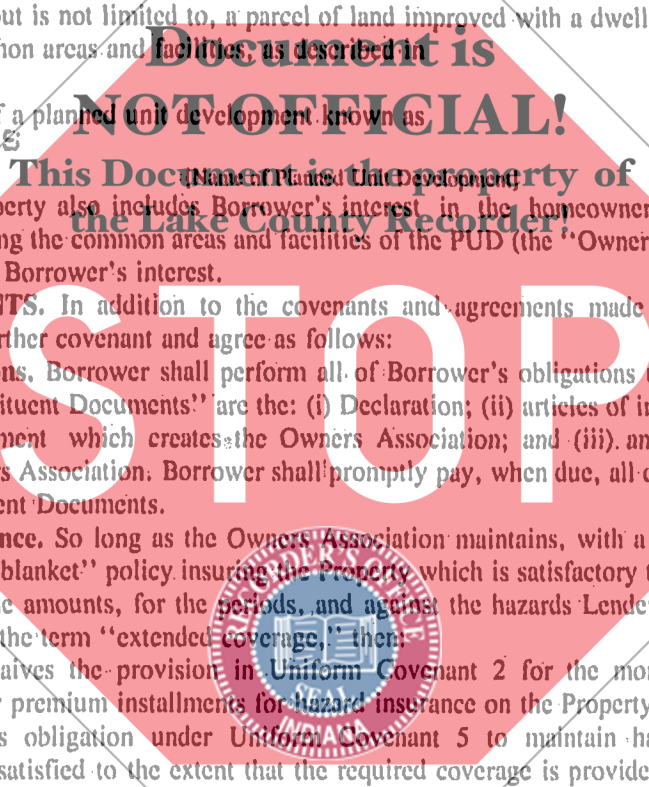 out is not limited to, a parcel of land improved with a dwell
non areas and facilities, as described in
Document is
f a planned unit development known as
NOT OFFICIAL!
This Document is the property of
[Name of Planned Unit Development]
perty also includes Borrower's interest in the homeowner
the Lake County Recorder!
ng the common areas and facilities of the PUD (the "Owner
Borrower's interest.
NTS. In addition to the covenants and agreements made
rther covenant and agree as follows:
ons. Borrower shall perform all of Borrower's obligations
STOP
ituent Documents" are the: (i) Declaration; (ii) articles of in
ment which creates the Owners Association; and (iii) an
rs Association. Borrower shall promptly pay, when due, all
ent Documents.
nce. So long as the Owners Association maintains, with a
blanket" policy insuring the Property which is satisfactory t
e amounts, for the periods, and against the hazards Lende
the term "extended coverage," then:
RECORDER'S OFFICE
SEAL
INDIANA
aives the provision in Uniform Covenant 2 for the mon
r premium installments for hazard insurance on the Property
s obligation under Uniform Covenant 5 to maintain ha
satisfied to the extent that the required coverage is provide